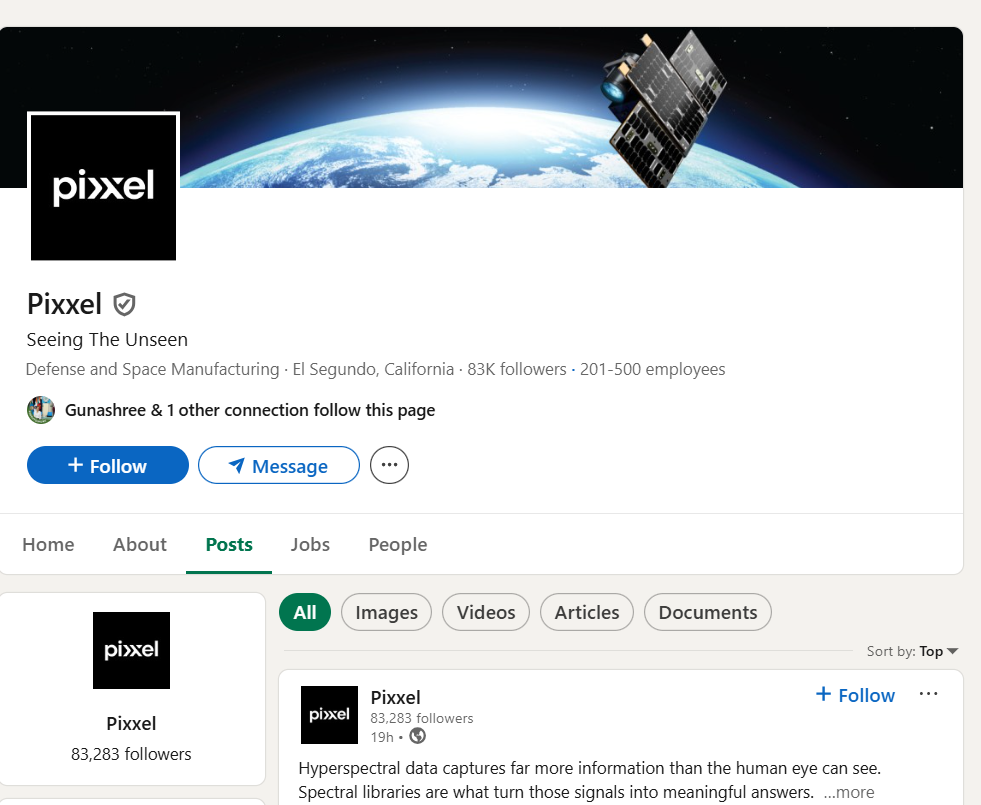 pixxel
Pixxel
Seeing The Unseen
Defense and Space Manufacturing · El Segundo, California · 83K followers · 201-500 employees
Gunashree & 1 other connection follow this page
+ Follow
Message
...
Home
About
Posts
Jobs
People
pixxel
Pixxel
83,283 followers
All
Images
Videos
Articles
Documents
Sort by: Top
pixxel
Pixxel
83,283 followers
19h •
+ Follow
...
Hyperspectral data captures far more information than the human eye can see.
Spectral libraries are what turn those signals into meaningful answers. ...more